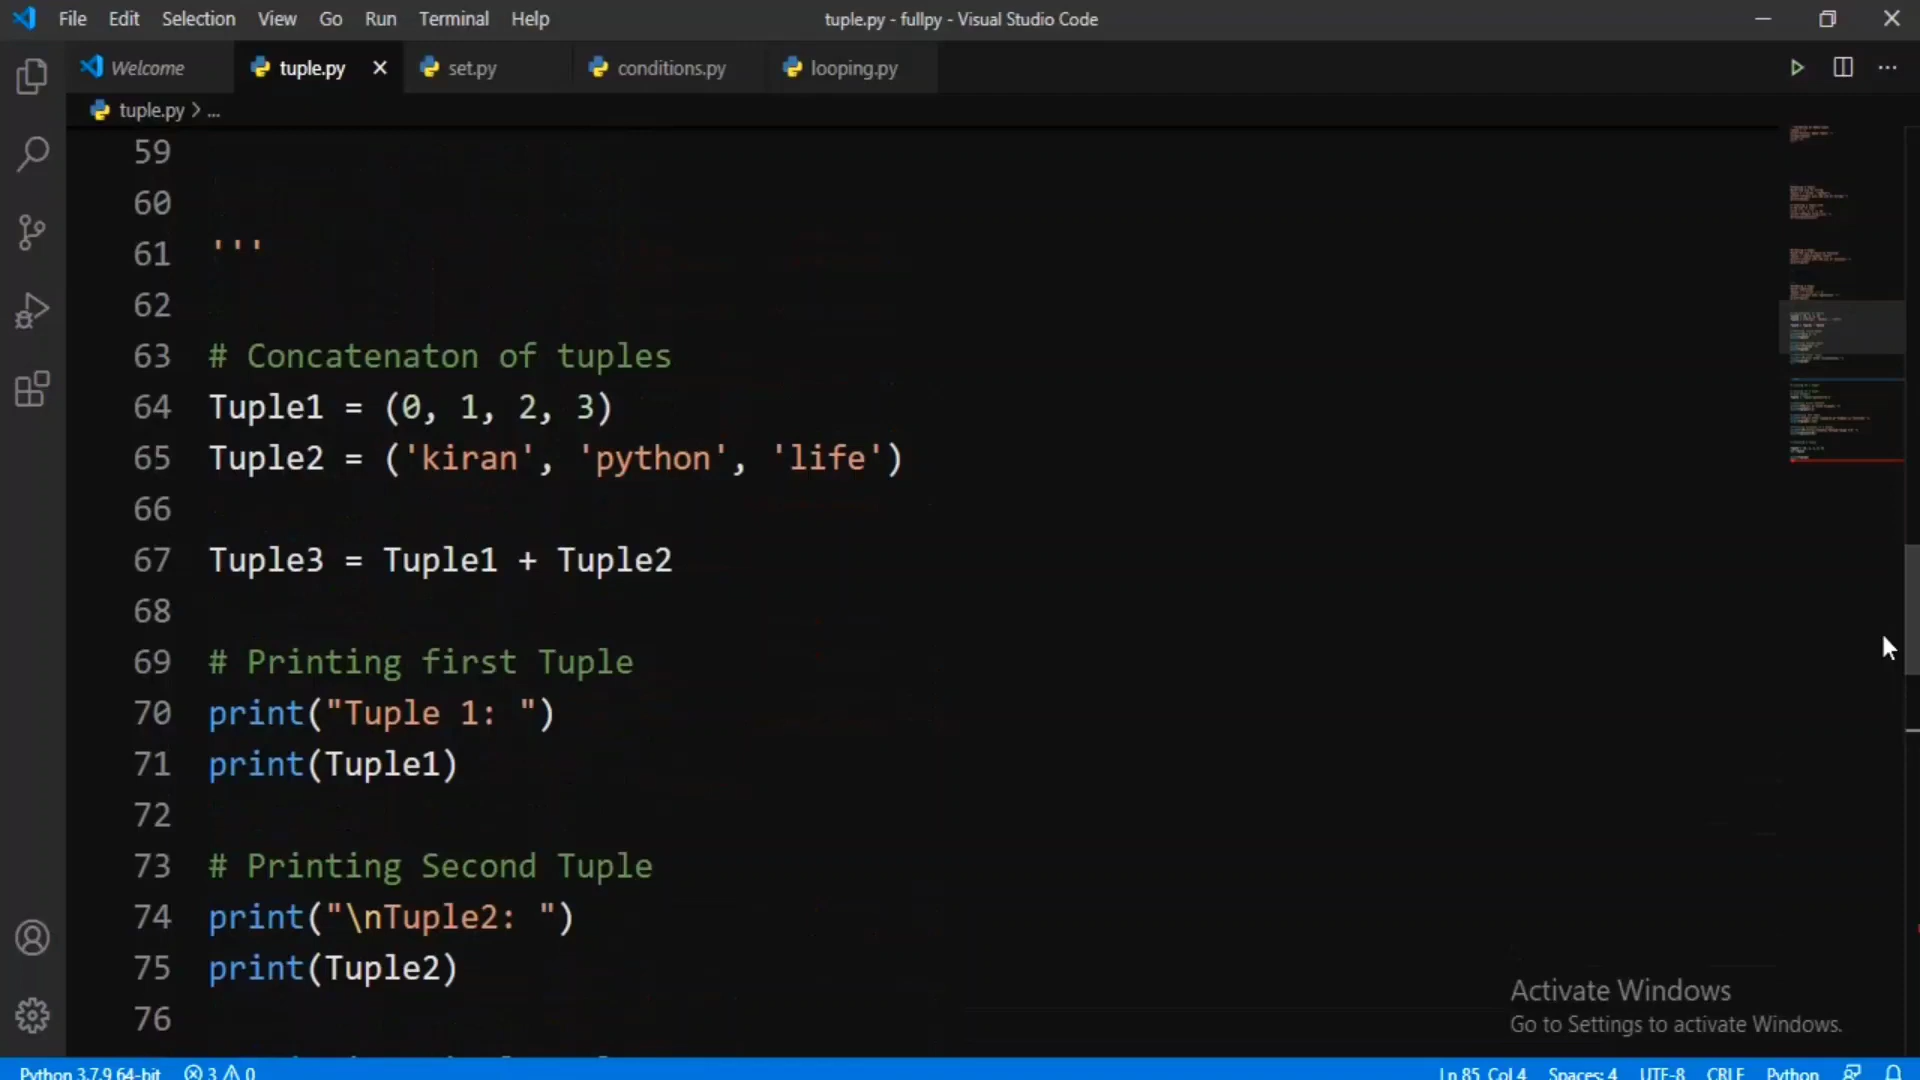 File Edit Selection View Go Run Terminal Help tuple.py - fullpy - Visual Studio Code
Welcome tuple.py set.py conditions.py looping.py
tuple.py > ...
59
60
61 '''
62
63 # Concatenaton of tuples
64 Tuple1 = (0, 1, 2, 3)
65 Tuple2 = ('kiran', 'python', 'life')
66
67 Tuple3 = Tuple1 + Tuple2
68
69 # Printing first Tuple
70 print("Tuple 1: ")
71 print(Tuple1)
72
73 # Printing Second Tuple
74 print("\nTuple2: ")
75 print(Tuple2)
76
Activate Windows
Go to Settings to activate Windows.
Python 3.7.9 64-bit 3 0 Ln 85, Col 4 Spaces: 4 UTF-8 CRLF Python